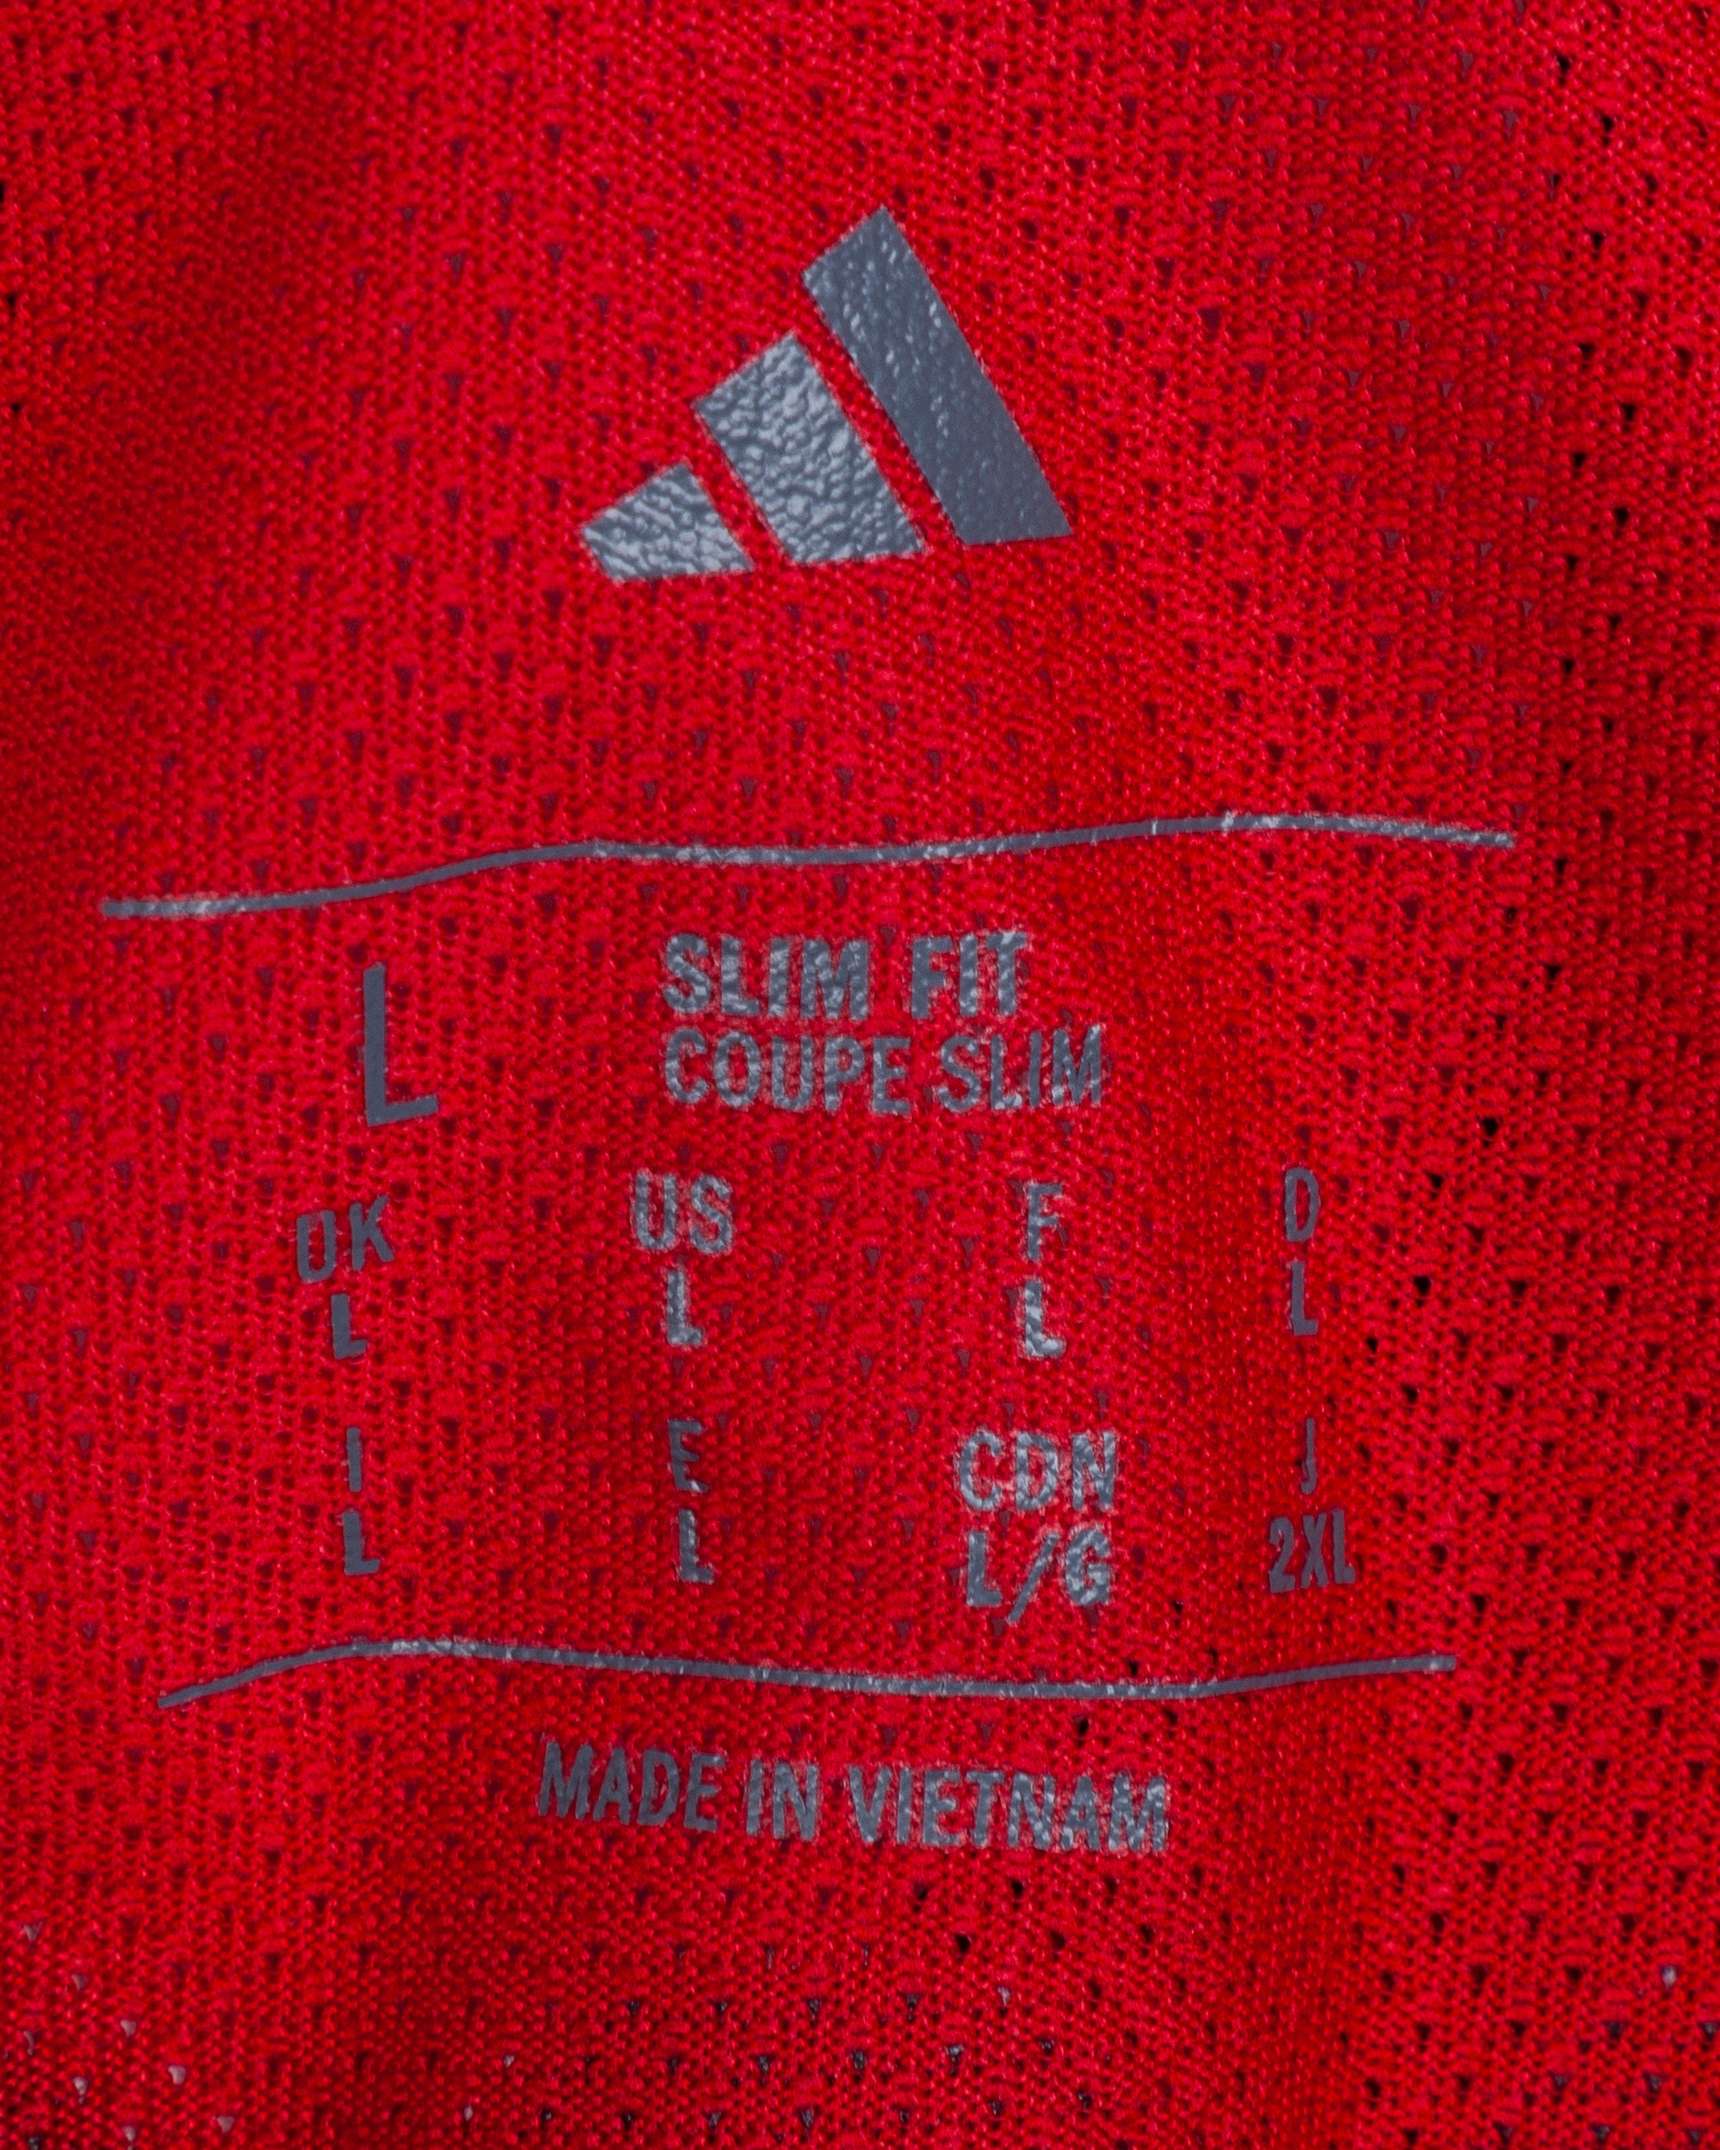 L
SLIM FIT
COUPE SLIM
UK US F D
L L L L
I E CDN J
L L L/G 2XL
MADE IN VIETNAM